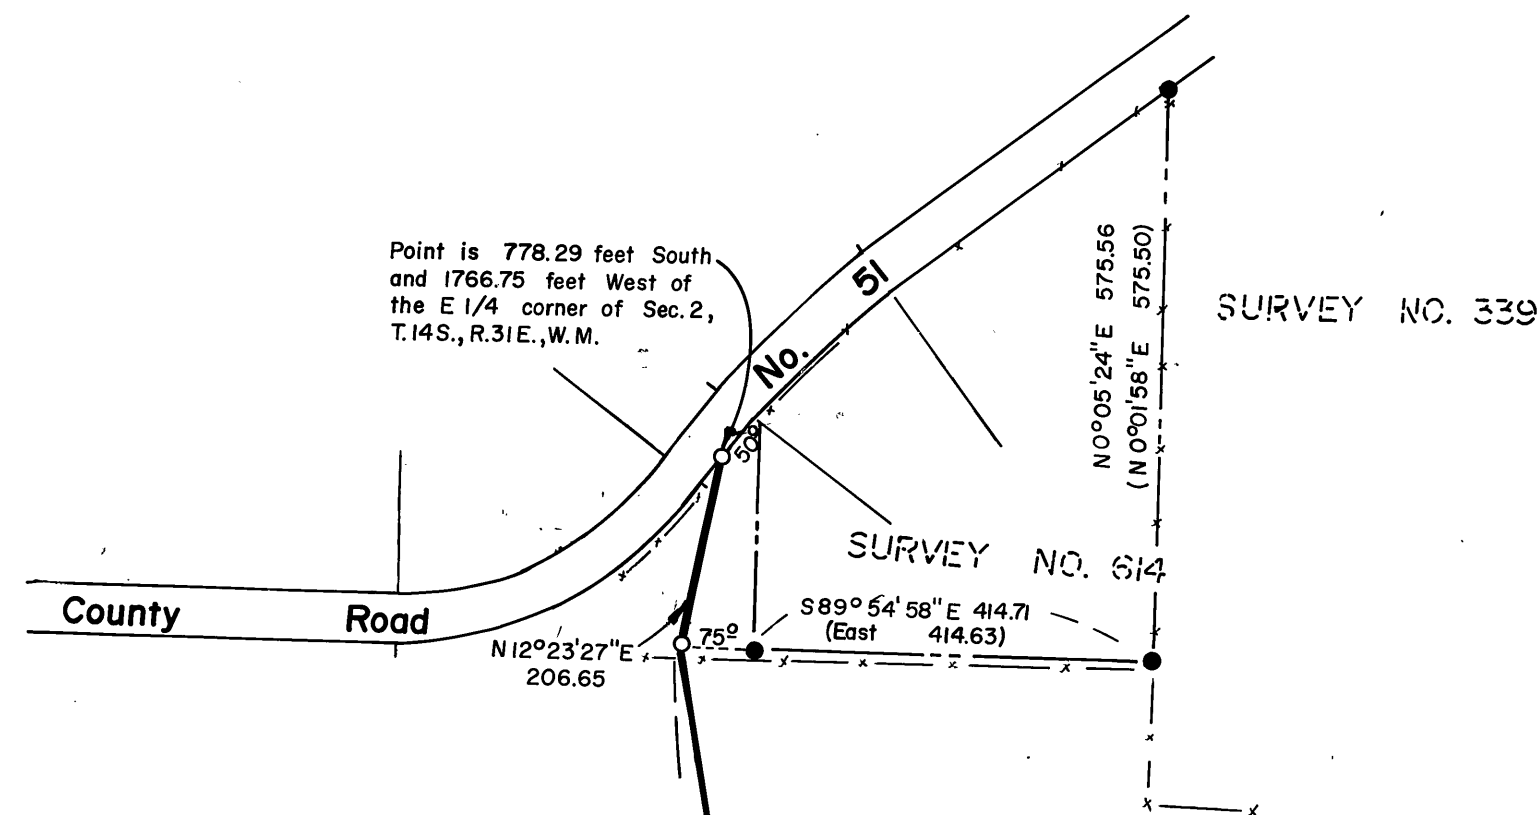 Point is 778.29 feet South
and 1766.75 feet West of
the E 1/4 corner of Sec. 2,
T. 14 S., R. 31 E., W. M.
County Road No. 51
N 0° 05' 24" E 575.56
(N 0° 01' 58" E 575.50)
SURVEY NO. 339
50º
SURVEY NO. 614
S 89° 54' 58" E 414.71
(East 414.63)
75º
N 12° 23' 27" E
206.65